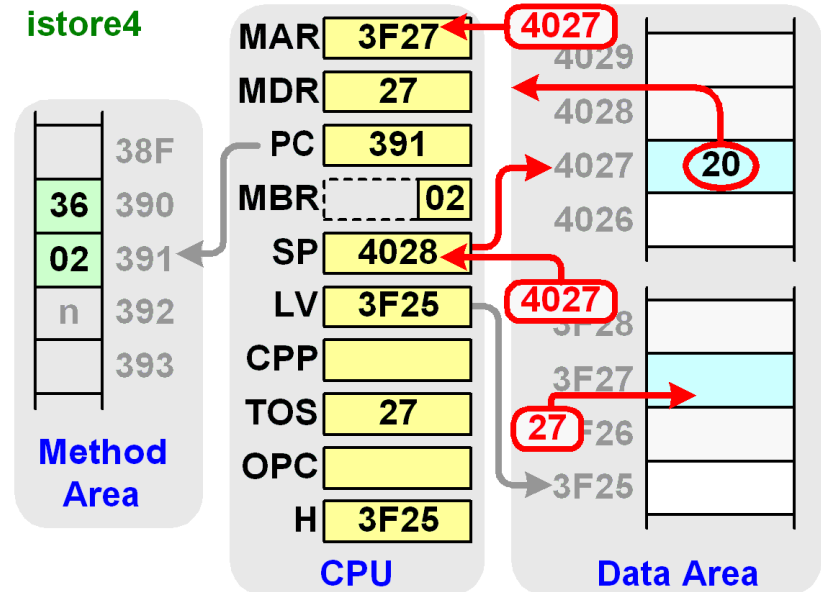 istore4
36 02 n
38F
390
391
392
393
Method
Area
MAR 3F27
MDR 27
PC 391
MBR 02
SP 4028
LV 3F25
CPP
TOS 27
OPC
H 3F25
CPU
4027
4029
4028
4027 20
4026
4027
3F28
3F27
27
F26
3F25
Data Area